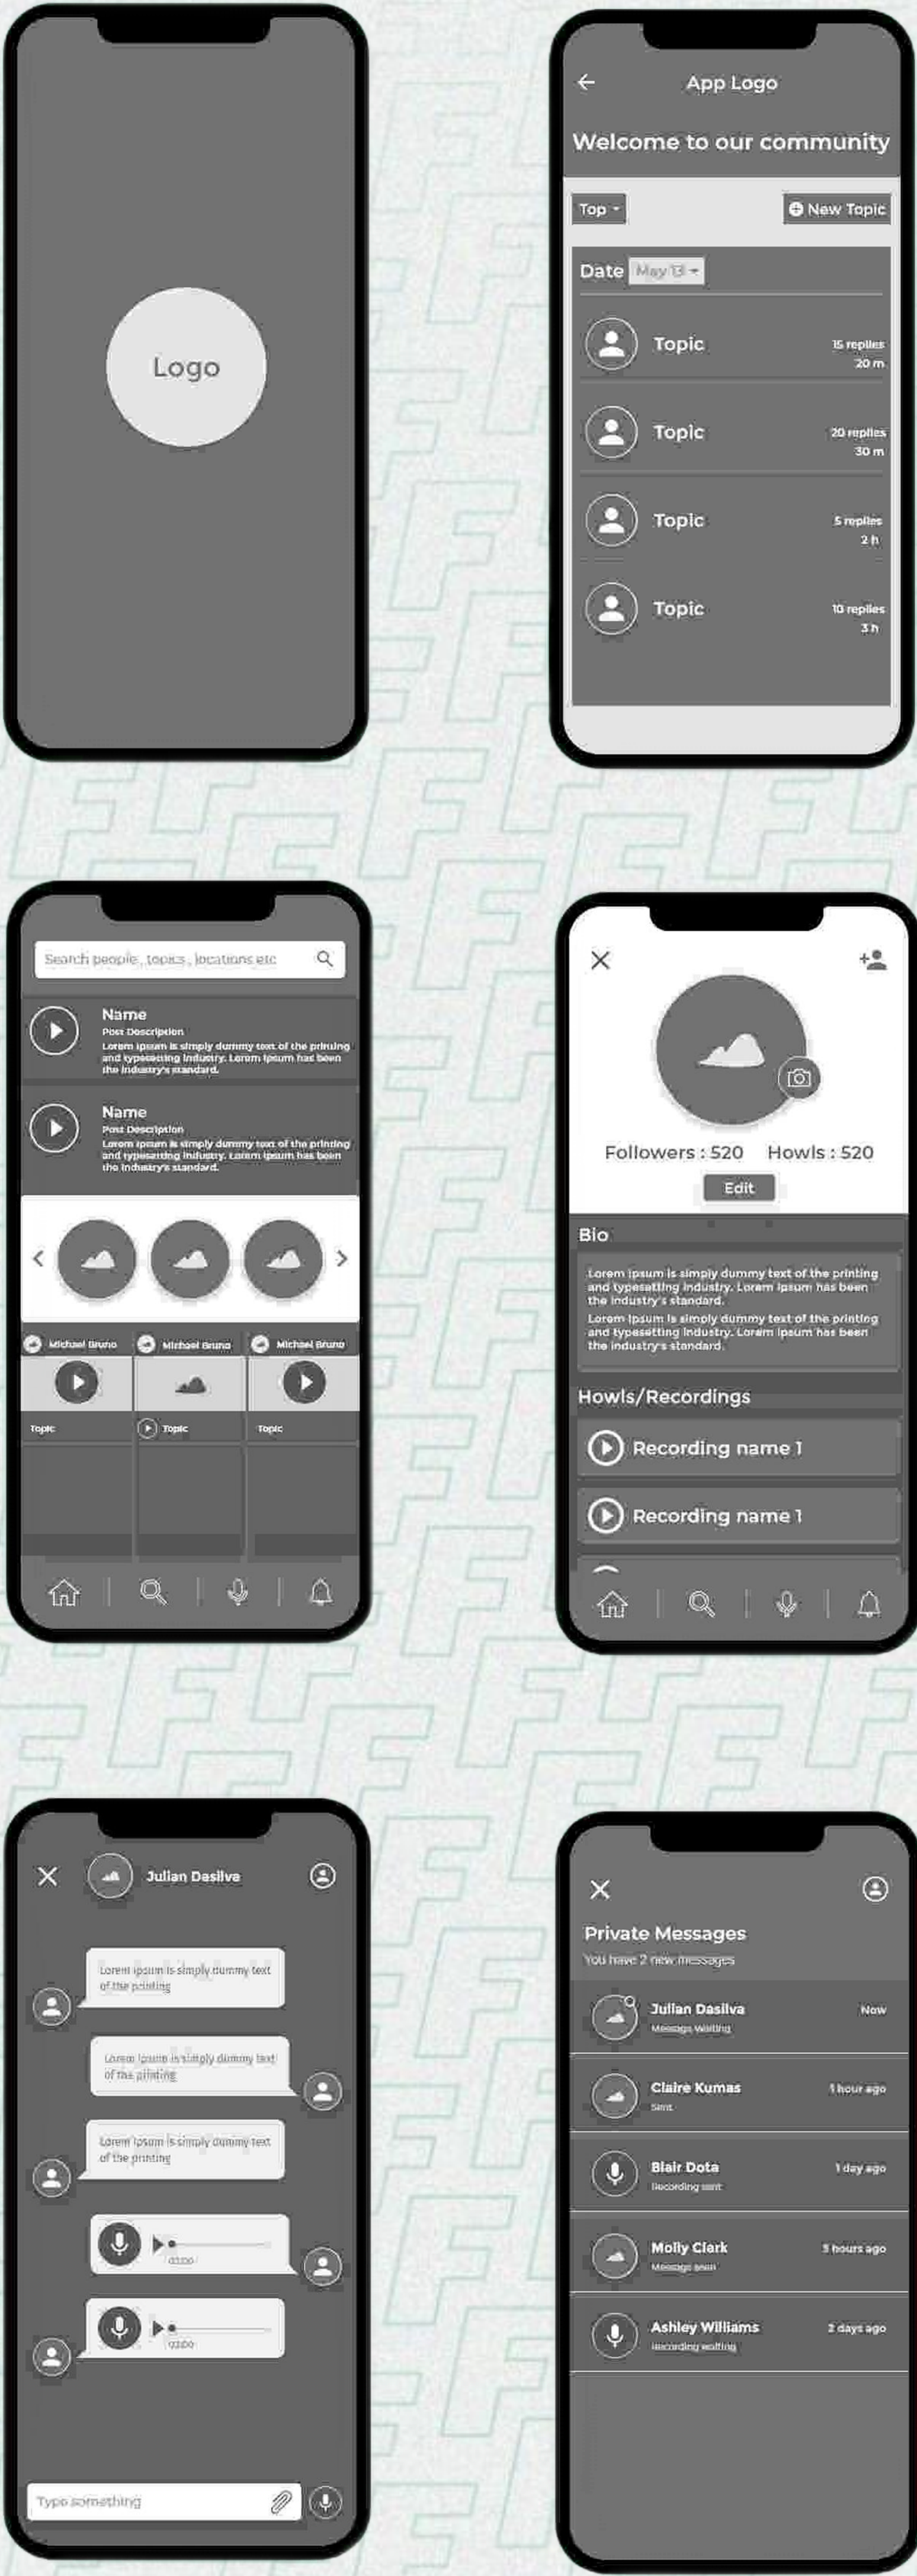 Logo
App Logo
Welcome to our community
Top
New Topic
Date May 13
Topic
15 replies
20 m
Topic
20 replies
30 m
Topic
5 replies
2 h
Topic
10 replies
3 h
Search people, topics, locations etc
Name
Post Description
Lorem Ipsum is simply dummy text of the printing
and typesetting industry. Lorem Ipsum has been
the industry's standard.
Name
Post Description
Lorem Ipsum is simply dummy text of the printing
and typesetting industry. Lorem Ipsum has been
the industry's standard.
Michael Bruno
Michael Bruno
Michael Bruno
Topic
Topic
Topic
Followers : 520 Howls : 520
Edit
Bio
Lorem Ipsum is simply dummy text of the printing
and typesetting industry. Lorem Ipsum has been
the industry's standard.
Lorem Ipsum is simply dummy text of the printing
and typesetting industry. Lorem Ipsum has been
the industry's standard.
Howls/Recordings
Recording name 1
Recording name 1
Julian Dasilva
Lorem Ipsum is simply dummy text
of the printing
Lorem Ipsum is simply dummy text
of the printing
Lorem Ipsum is simply dummy text
of the printing
Type something
Private Messages
You have 2 new messages
Julian Dasilva
Now
Message Waiting
Claire Kumas
1 hour ago
Sent
Blair Dota
1 day ago
Recording sent
Molly Clark
5 hours ago
Message seen
Ashley Williams
2 days ago
Recording waiting